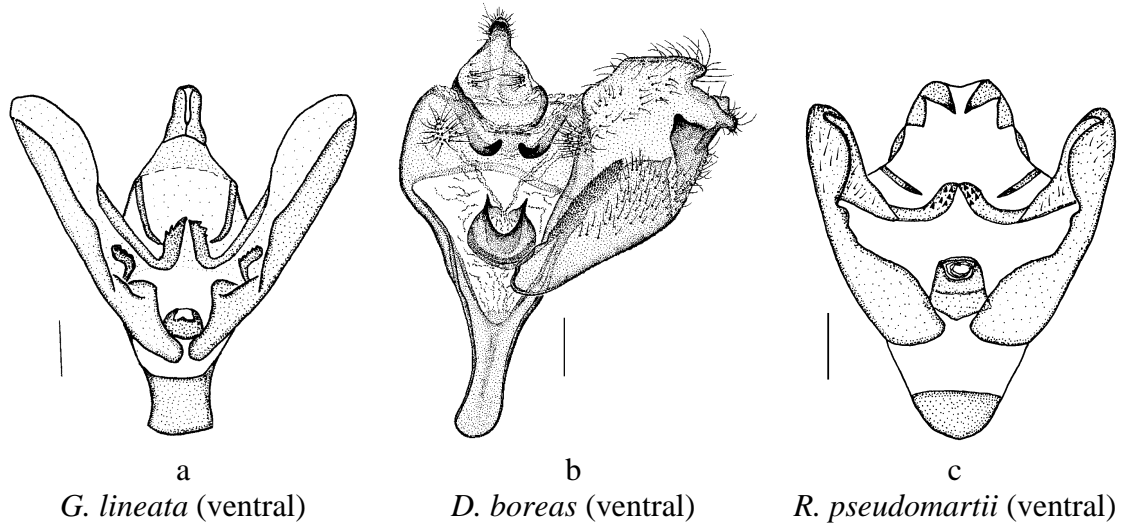 a
G. lineata (ventral)
b
D. boreas (ventral)
c
R. pseudomartii (ventral)